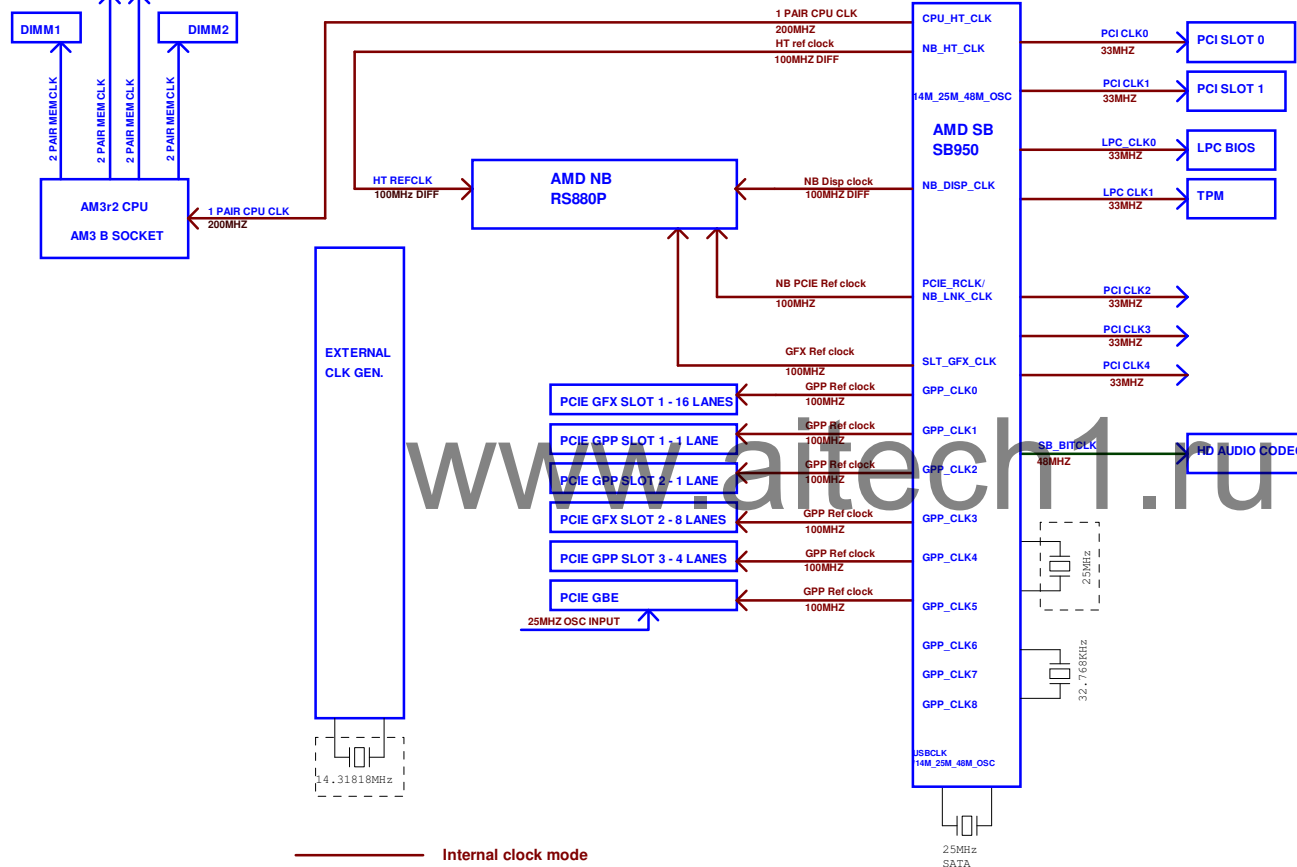 DIMM1
DIMM2
2 PAIR MEM CLK
2 PAIR MEM CLK
2 PAIR MEM CLK
2 PAIR MEM CLK
AM3r2 CPU
AM3 B SOCKET
1 PAIR CPU CLK
200MHZ
1 PAIR CPU CLK
200MHZ
HT ref clock
100MHZ DIFF
HT REFCLK
100MHz DIFF
AMD NB
RS880P
NB Disp clock
100MHZ DIFF
NB PCIE Ref clock
100MHZ
GFX Ref clock
100MHZ
EXTERNAL
CLK GEN.
14.31818MHz
PCIE GFX SLOT 1 - 16 LANES
GPP Ref clock
100MHZ
PCIE GPP SLOT 1 - 1 LANE
GPP Ref clock
100MHZ
PCIE GPP SLOT 2 - 1 LANE
GPP Ref clock
100MHZ
PCIE GFX SLOT 2 - 8 LANES
GPP Ref clock
100MHZ
PCIE GPP SLOT 3 - 4 LANES
GPP Ref clock
100MHZ
PCIE GBE
GPP Ref clock
100MHZ
25MHZ OSC INPUT
CPU_HT_CLK
NB_HT_CLK
14M_25M_48M_OSC
AMD SB
SB950
NB_DISP_CLK
PCIE_RCLK/
NB_LNK_CLK
SLT_GFX_CLK
GPP_CLK0
GPP_CLK1
GPP_CLK2
GPP_CLK3
GPP_CLK4
GPP_CLK5
GPP_CLK6
GPP_CLK7
GPP_CLK8
USBCLK
/14M_25M_48M_OSC
PCI CLK0
33MHZ
PCI SLOT 0
PCI CLK1
33MHZ
PCI SLOT 1
LPC_CLK0
33MHZ
LPC BIOS
LPC CLK1
33MHZ
TPM
PCI CLK2
33MHZ
PCI CLK3
33MHZ
PCI CLK4
33MHZ
SB_BITCLK
48MHZ
HD AUDIO CODEC
25MHz
32.768KHz
25MHz
SATA
Internal clock mode
www.aitech1.ru